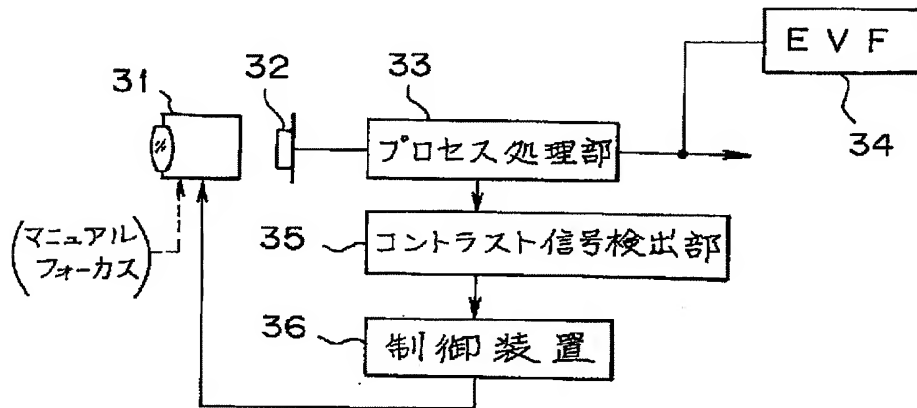 EVF
34
31
32
33
プロセス処理部
35
コントラスト信号検出部
(マニュアル
フォーカス)
36
制御装置